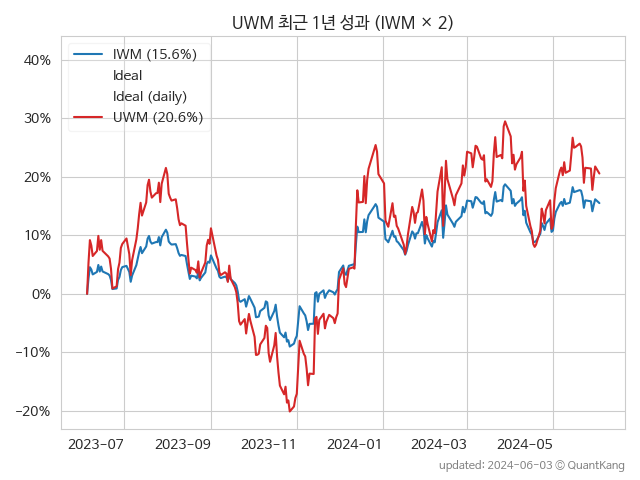 UWM 최근 1년 성과 (IWM × 2)
IWM (15.6%)
Ideal
Ideal (daily)
UWM (20.6%)
40%
30%
20%
10%
0%
−10%
−20%
2023-07
2023-09
2023-11
2024-01
2024-03
2024-05
updated: 2024-06-03 © QuantKang